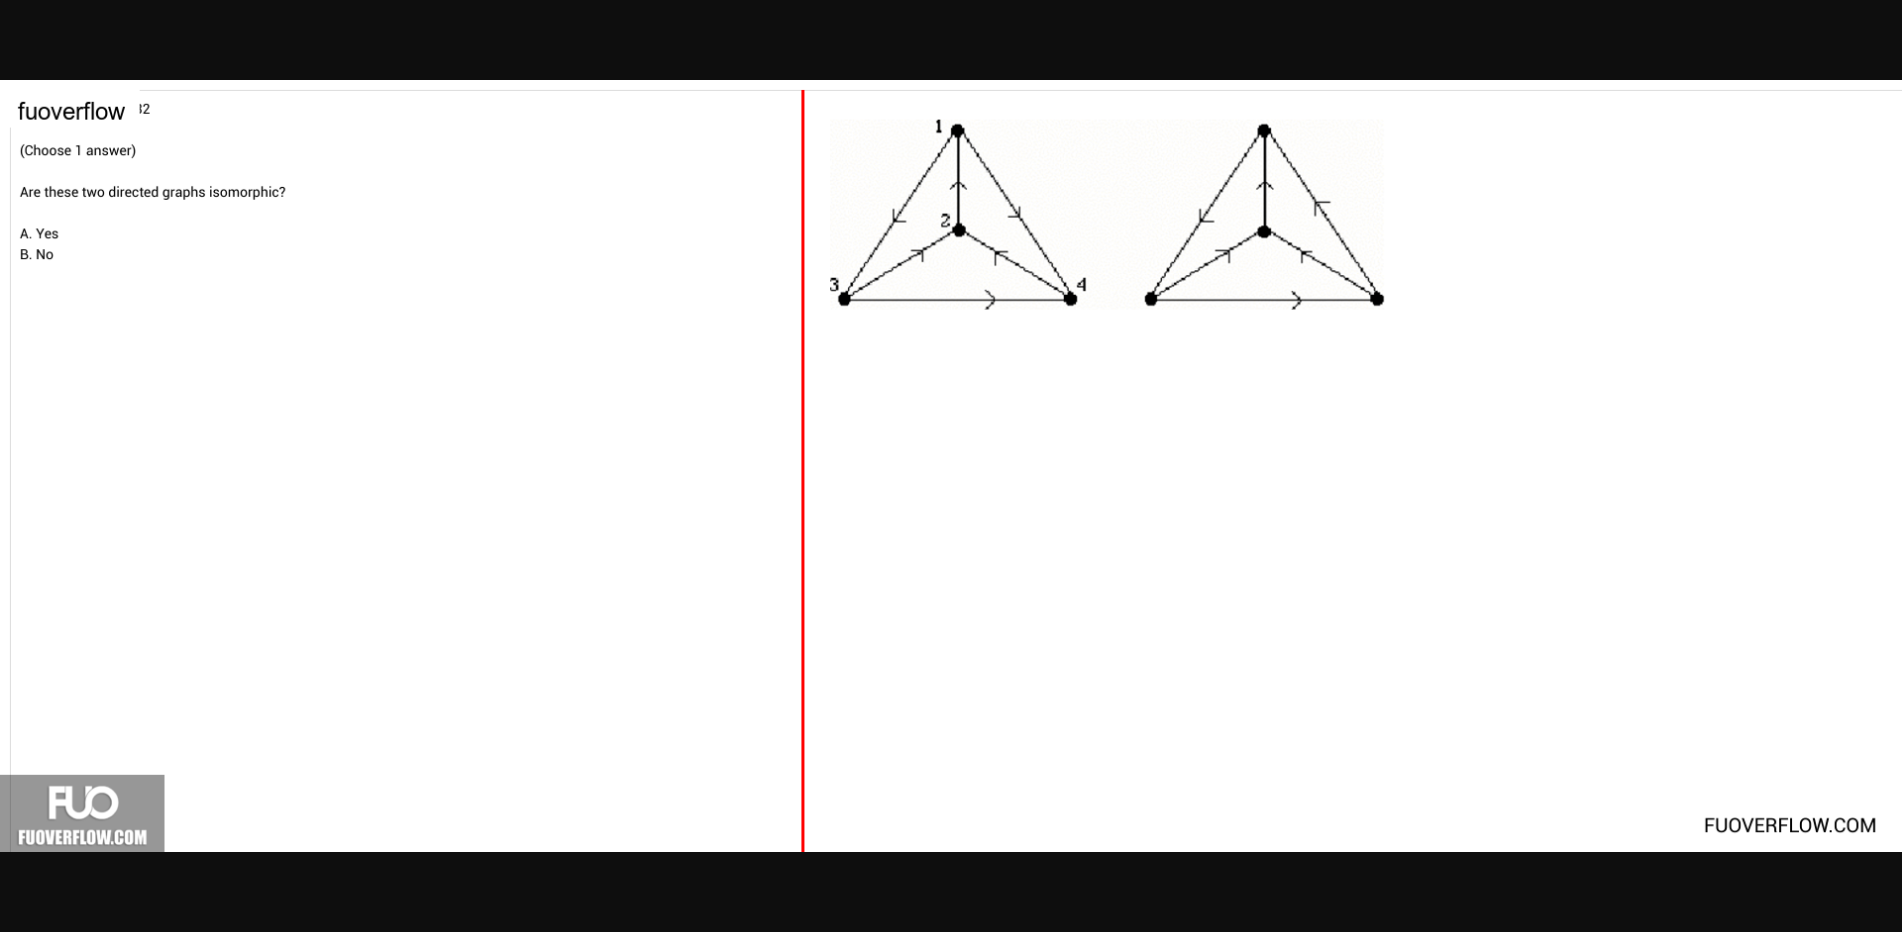 fuoverflow 32
(Choose 1 answer)
Are these two directed graphs isomorphic?
A. Yes
B. No
1
2
3
4
FUO
FUOVERFLOW.COM
FUOVERFLOW.COM